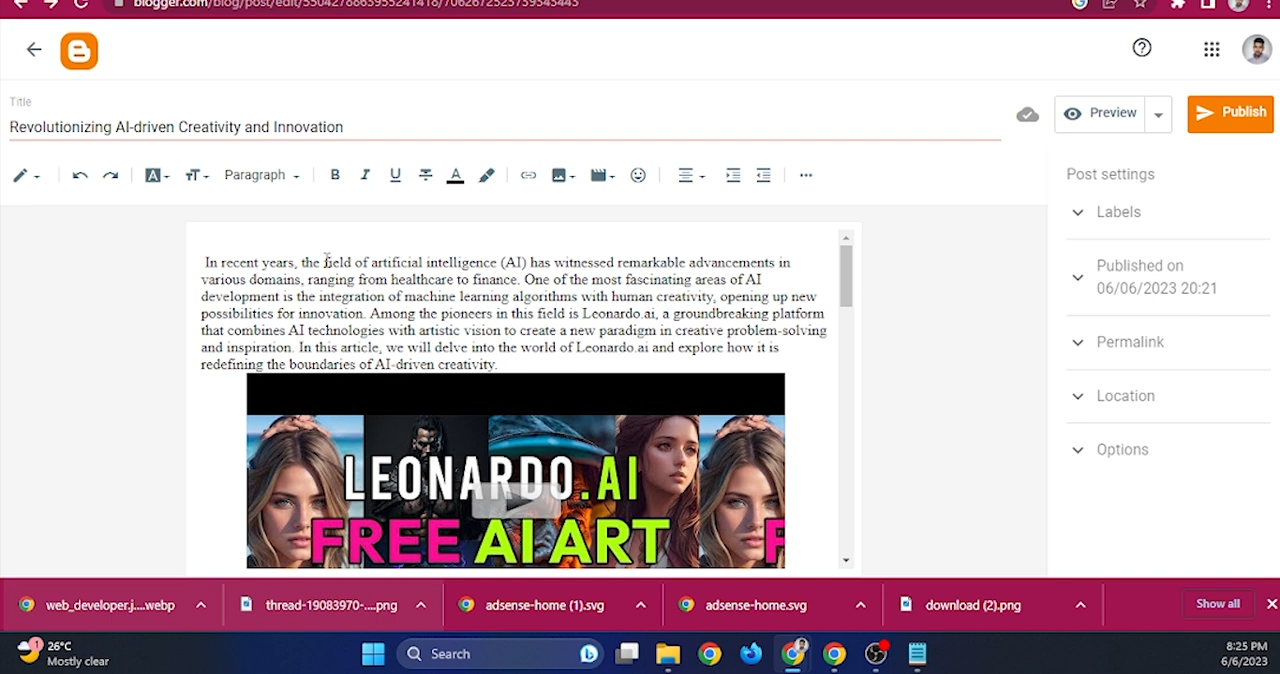 blogger.com/blog/post/edit/5504278863955241418/7062672523739545443
Title
Revolutionizing AI-driven Creativity and Innovation
Preview
Publish
Paragraph
B I U A
Post settings
Labels
Published on
06/06/2023 20:21
Permalink
Location
Options
In recent years, the field of artificial intelligence (AI) has witnessed remarkable advancements in
various domains, ranging from healthcare to finance. One of the most fascinating areas of AI
development is the integration of machine learning algorithms with human creativity, opening up new
possibilities for innovation. Among the pioneers in this field is Leonardo.ai, a groundbreaking platform
that combines AI technologies with artistic vision to create a new paradigm in creative problem-solving
and inspiration. In this article, we will delve into the world of Leonardo.ai and explore how it is
redefining the boundaries of AI-driven creativity.
LEONARDO.AI
FREE AI ART F
web_developer.j....webp
thread-19083970-....png
adsense-home (1).svg
adsense-home.svg
download (2).png
Show all
1
26°C
Mostly clear
Search
8:25 PM
6/6/2023